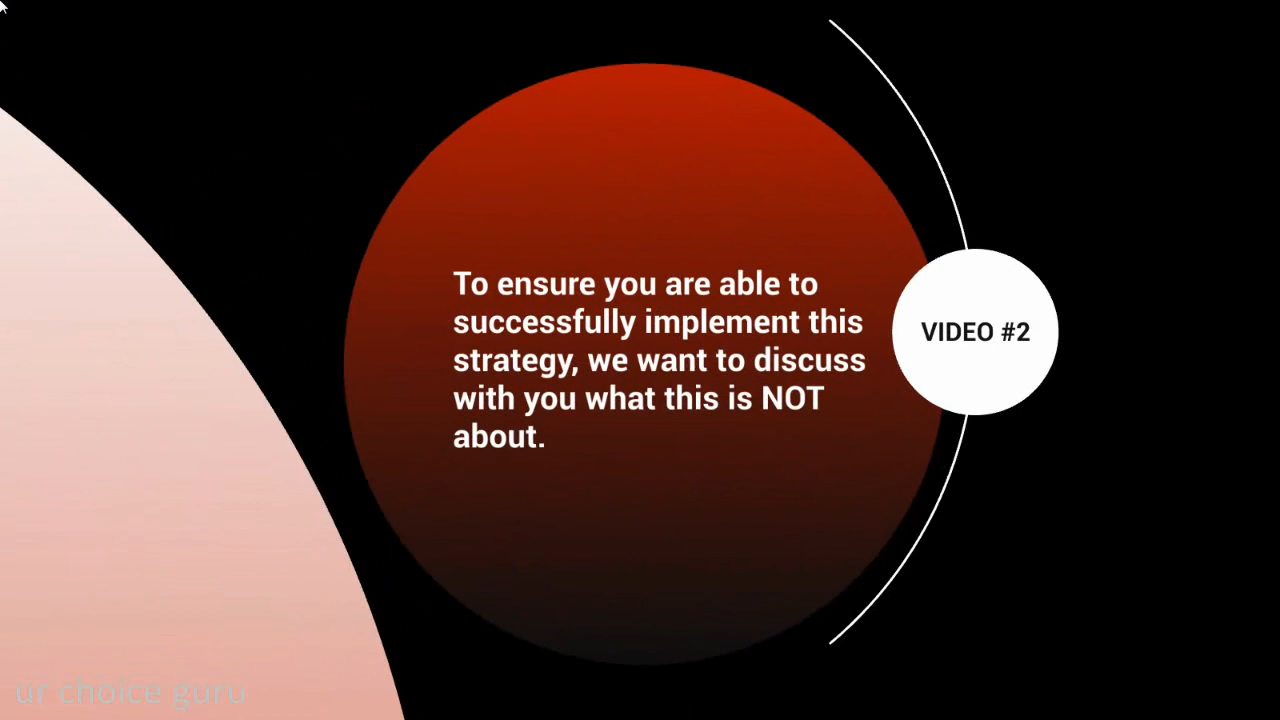 To ensure you are able to
successfully implement this
strategy, we want to discuss
with you what this is NOT
about.
VIDEO #2
ur choice guru